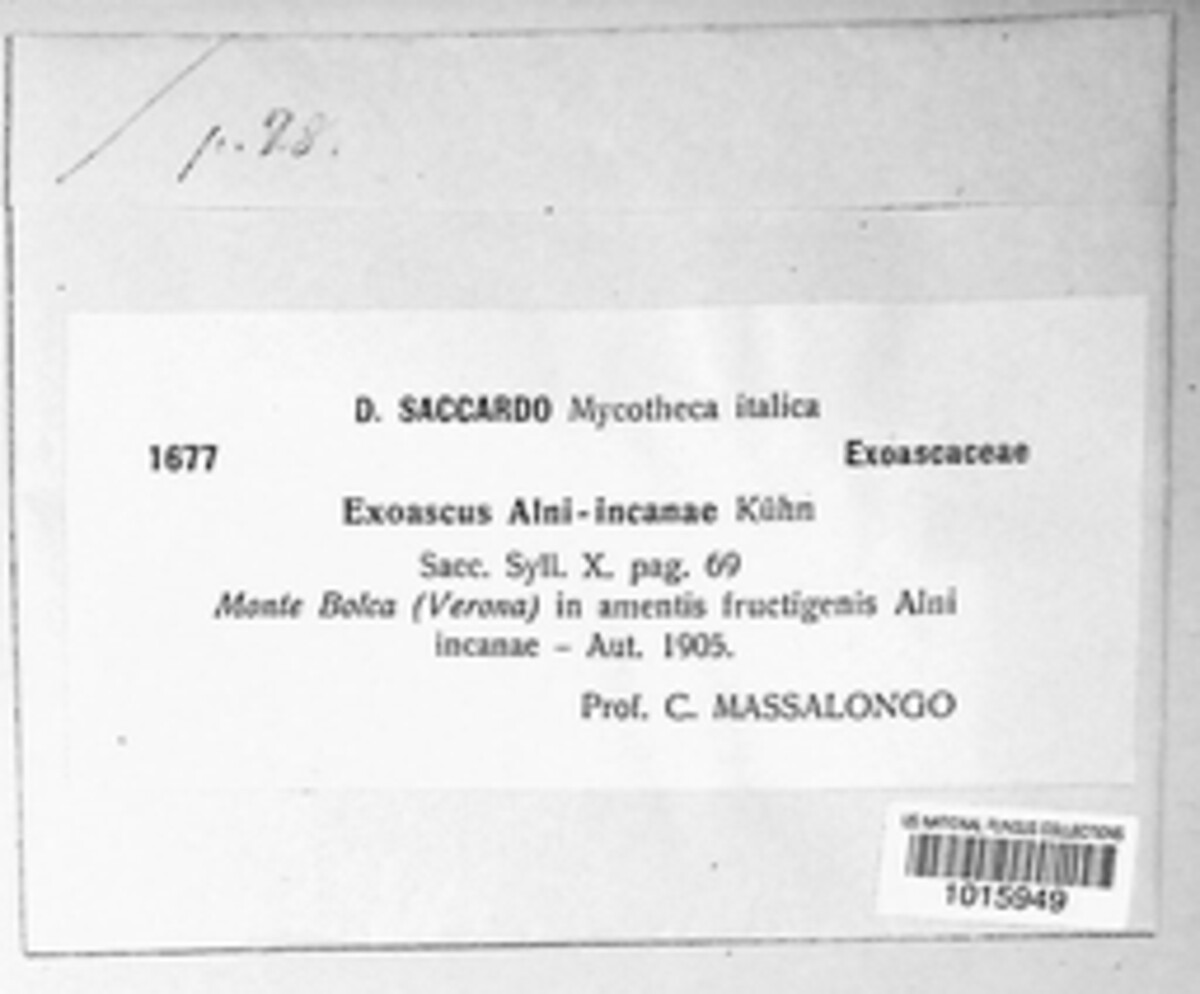 p. 28.
D. SACCARDO Mycotheca italica
1677 Exoascaceae
Exoascus Alni-incanae Kühn
Sacc. Syll. X. pag. 69
Monte Bolca (Verona) in amentis fructigenis Alni
incanae – Aut. 1905.
Prof. C. MASSALONGO
US NATIONAL FUNGUS COLLECTIONS
1015949